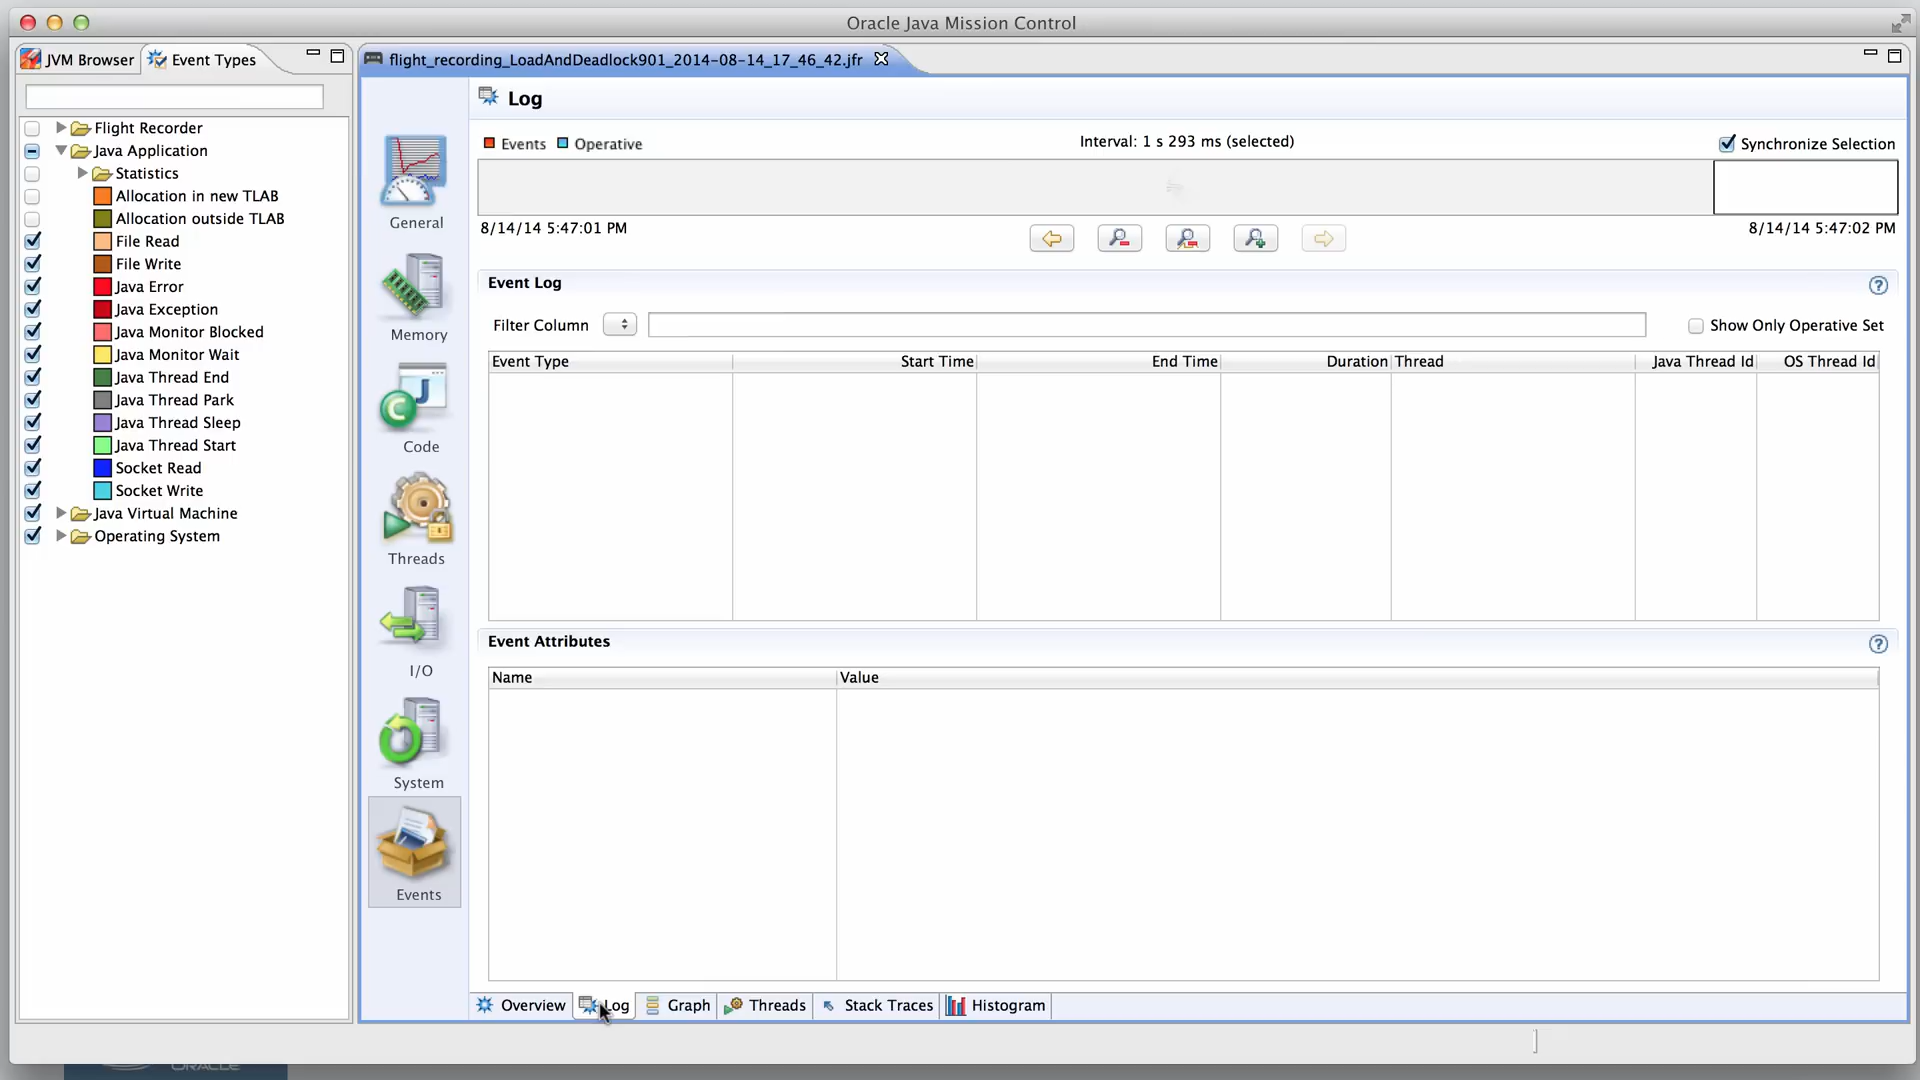 Oracle Java Mission Control
JVM Browser
Event Types
flight_recording_LoadAndDeadlock901_2014-08-14_17_46_42.jfr
Flight Recorder
Java Application
Statistics
Allocation in new TLAB
Allocation outside TLAB
File Read
File Write
Java Error
Java Exception
Java Monitor Blocked
Java Monitor Wait
Java Thread End
Java Thread Park
Java Thread Sleep
Java Thread Start
Socket Read
Socket Write
Java Virtual Machine
Operating System
General
Memory
Code
Threads
I/O
System
Events
Log
Events Operative
Interval: 1 s 293 ms (selected)
Synchronize Selection
8/14/14 5:47:01 PM
8/14/14 5:47:02 PM
Event Log
Filter Column
Show Only Operative Set
Event Type Start Time End Time Duration Thread Java Thread Id OS Thread Id
Event Attributes
Name Value
Overview Log Graph Threads Stack Traces Histogram
ORACLE